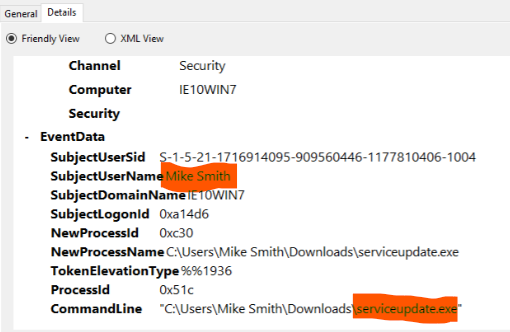 General Details
Friendly View XML View
Channel Security
Computer IE10WIN7
Security
- EventData
SubjectUserSid S-1-5-21-1716914095-909560446-1177810406-1004
SubjectUserName Mike Smith
SubjectDomainName IE10WIN7
SubjectLogonId 0xa14d6
NewProcessId 0xc30
NewProcessName C:\Users\Mike Smith\Downloads\serviceupdate.exe
TokenElevationType %%1936
ProcessId 0x51c
CommandLine "C:\Users\Mike Smith\Downloads\serviceupdate.exe"